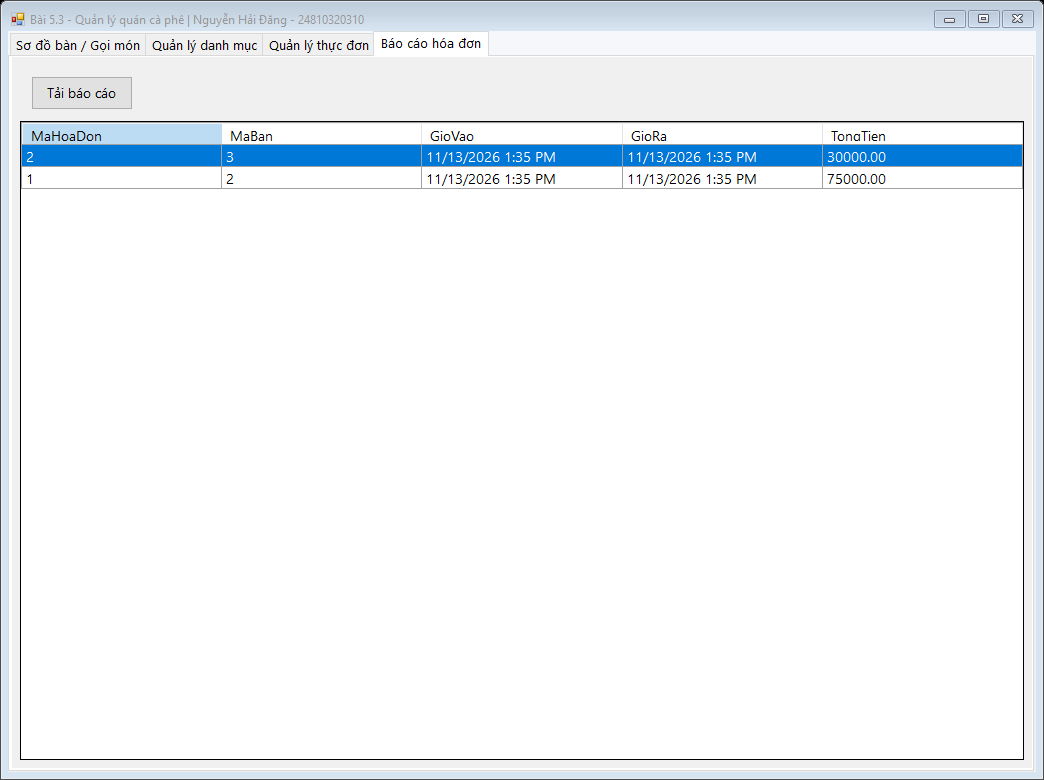 Bài 5.3 - Quản lý quán cà phê | Nguyễn Hải Đăng - 24810320310
Sơ đồ bàn / Gọi món Quản lý danh mục Quản lý thực đơn Báo cáo hóa đơn
Tải báo cáo
MaHoaDon MaBan GioVao GioRa TongTien
2 3 11/13/2026 1:35 PM 11/13/2026 1:35 PM 30000.00
1 2 11/13/2026 1:35 PM 11/13/2026 1:35 PM 75000.00